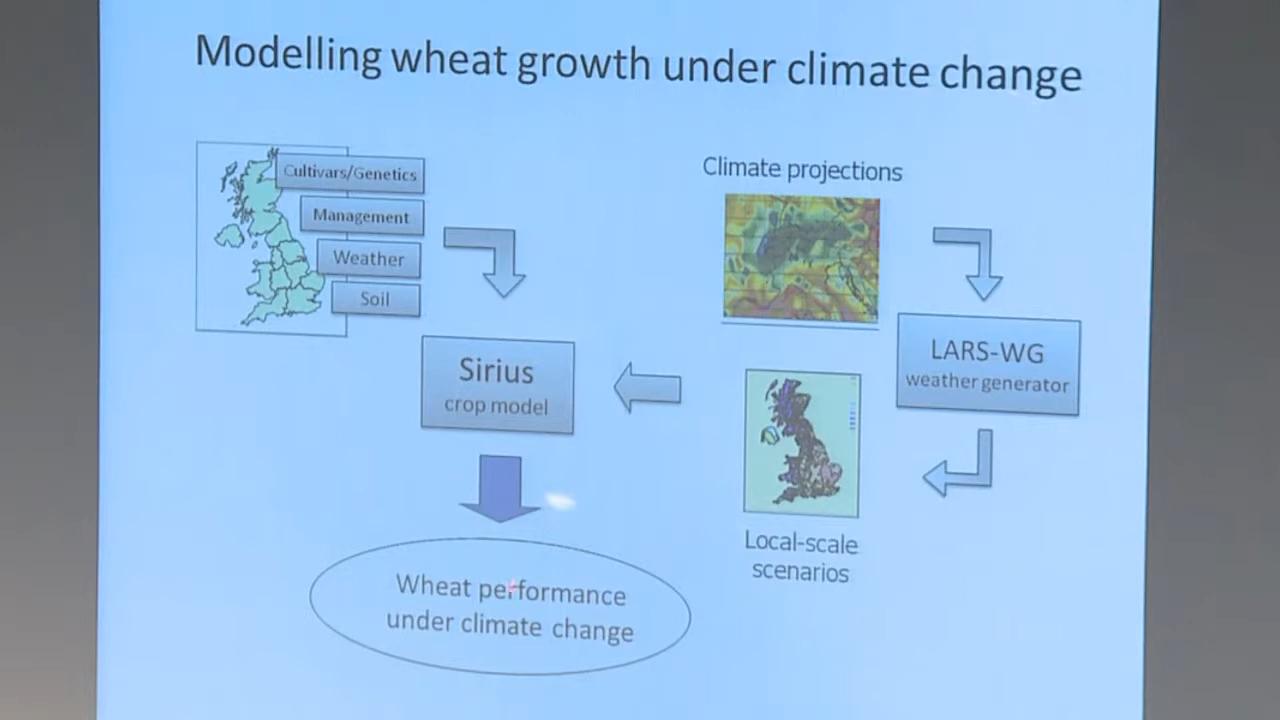 Modelling wheat growth under climate change
Cultivars/Genetics
Management
Weather
Soil
Climate projections
LARS-WG
weather generator
Sirius
crop model
Local-scale
scenarios
Wheat performance
under climate change